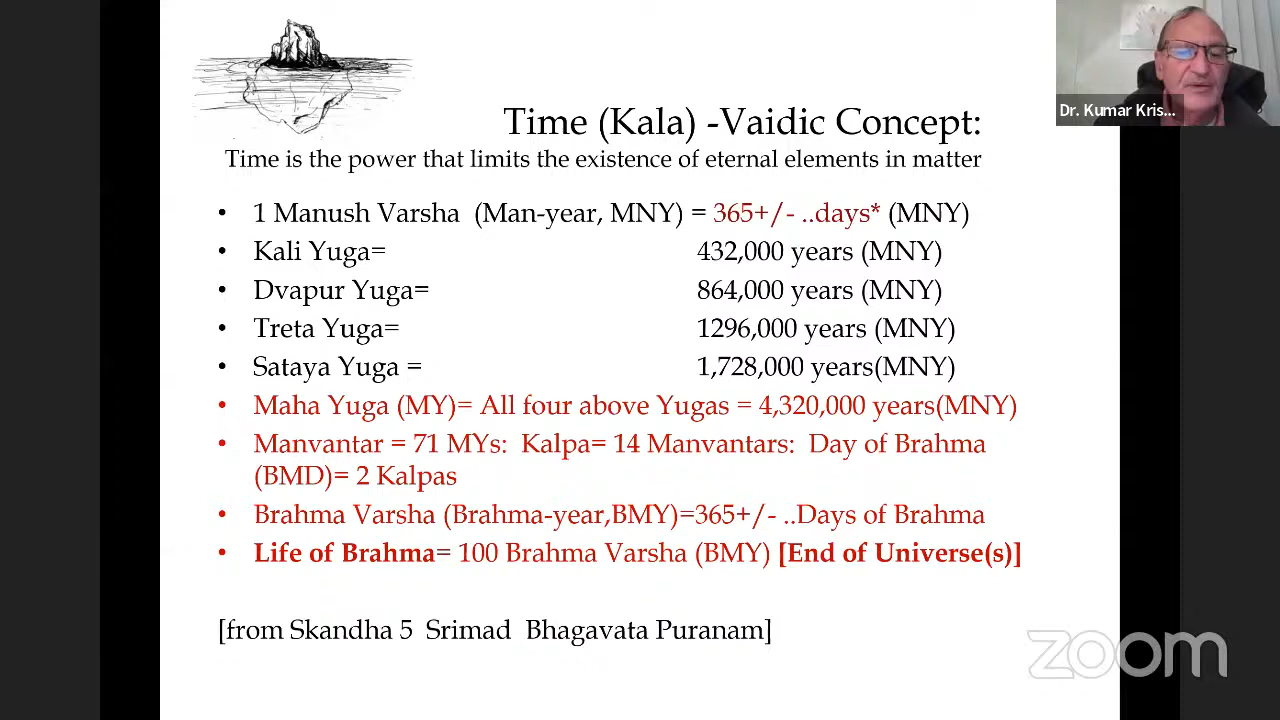 Dr. Kumar Kris...
Time (Kala) -Vaidic Concept:
Time is the power that limits the existence of eternal elements in matter
• 1 Manush Varsha (Man-year, MNY) = 365+/- ..days* (MNY)
• Kali Yuga= 432,000 years (MNY)
• Dvapur Yuga= 864,000 years (MNY)
• Treta Yuga= 1296,000 years (MNY)
• Sataya Yuga = 1,728,000 years(MNY)
• Maha Yuga (MY)= All four above Yugas = 4,320,000 years(MNY)
• Manvantar = 71 MYs: Kalpa= 14 Manvantars: Day of Brahma
(BMD)= 2 Kalpas
• Brahma Varsha (Brahma-year,BMY)=365+/- ..Days of Brahma
• Life of Brahma= 100 Brahma Varsha (BMY) [End of Universe(s)]
[from Skandha 5 Srimad Bhagavata Puranam]
zoom